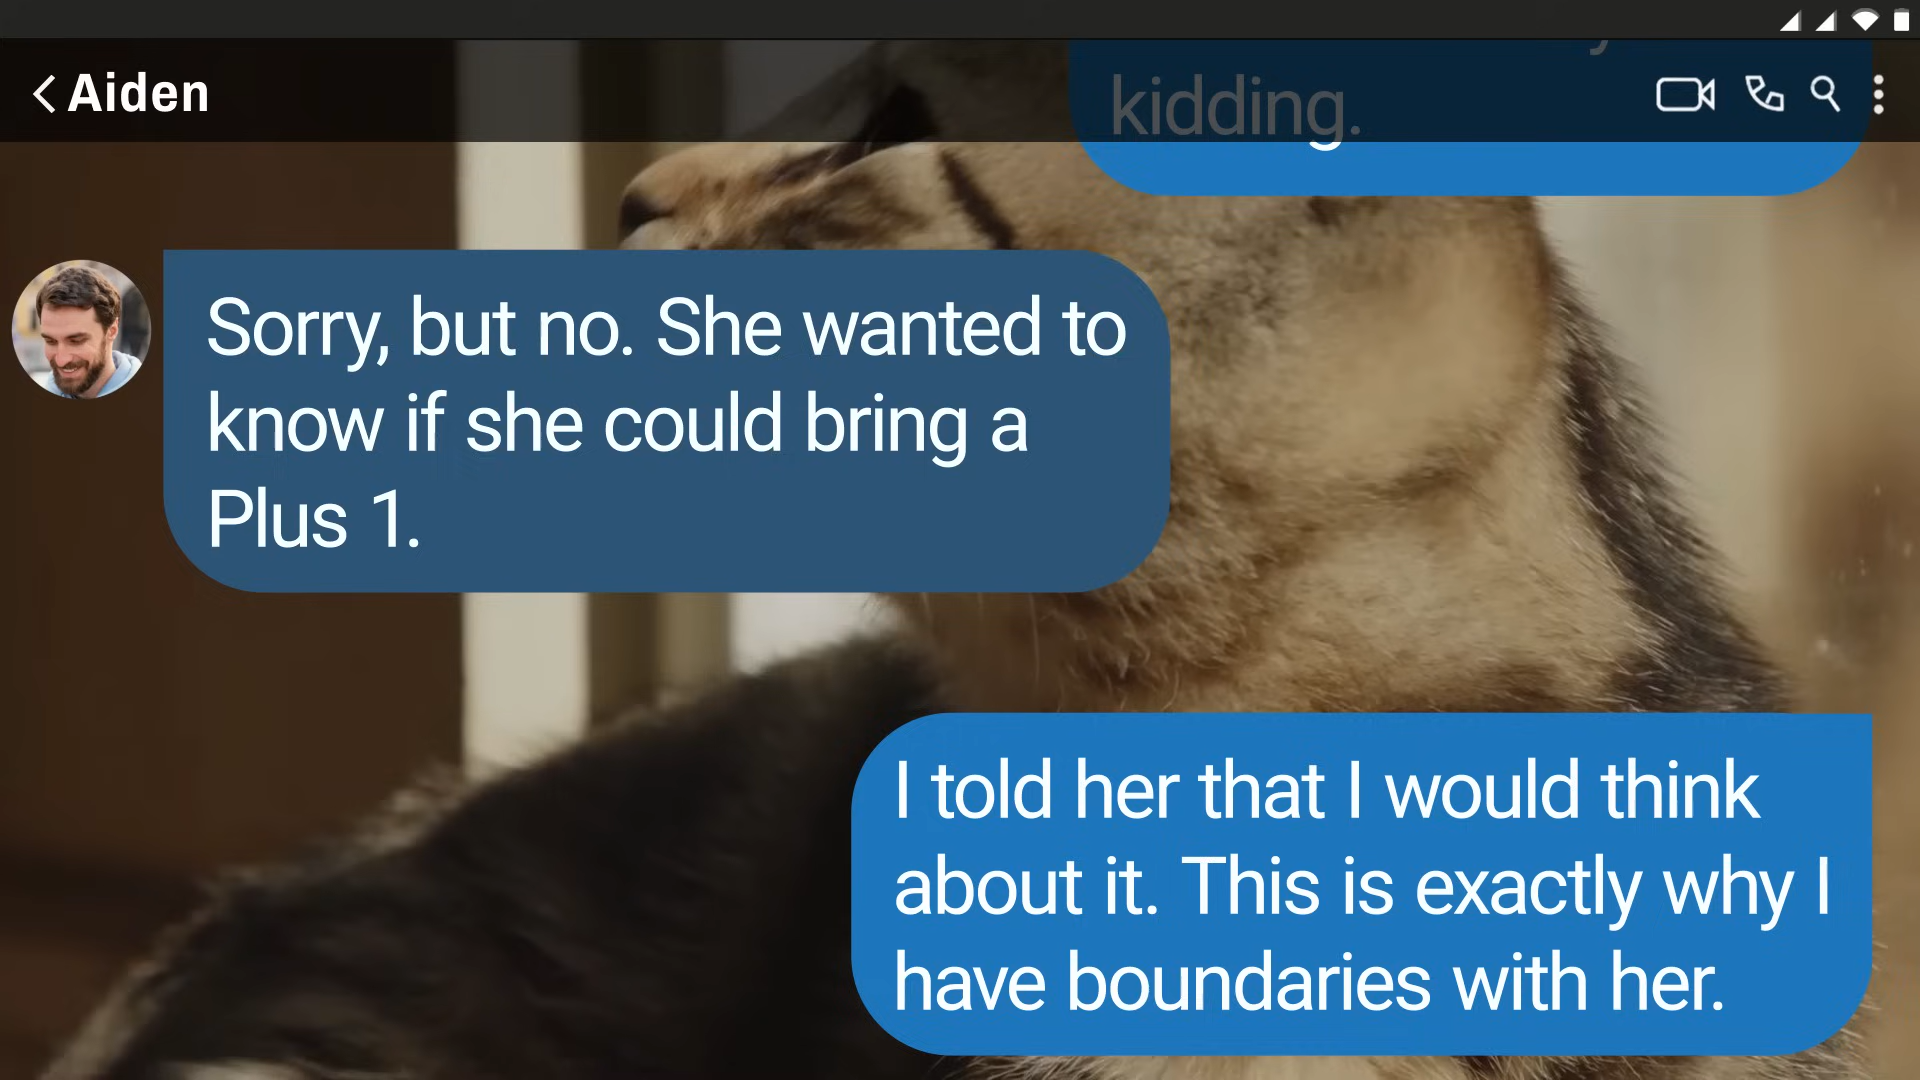 Aiden
kidding.
Sorry, but no. She wanted to
know if she could bring a
Plus 1.
I told her that I would think
about it. This is exactly why I
have boundaries with her.